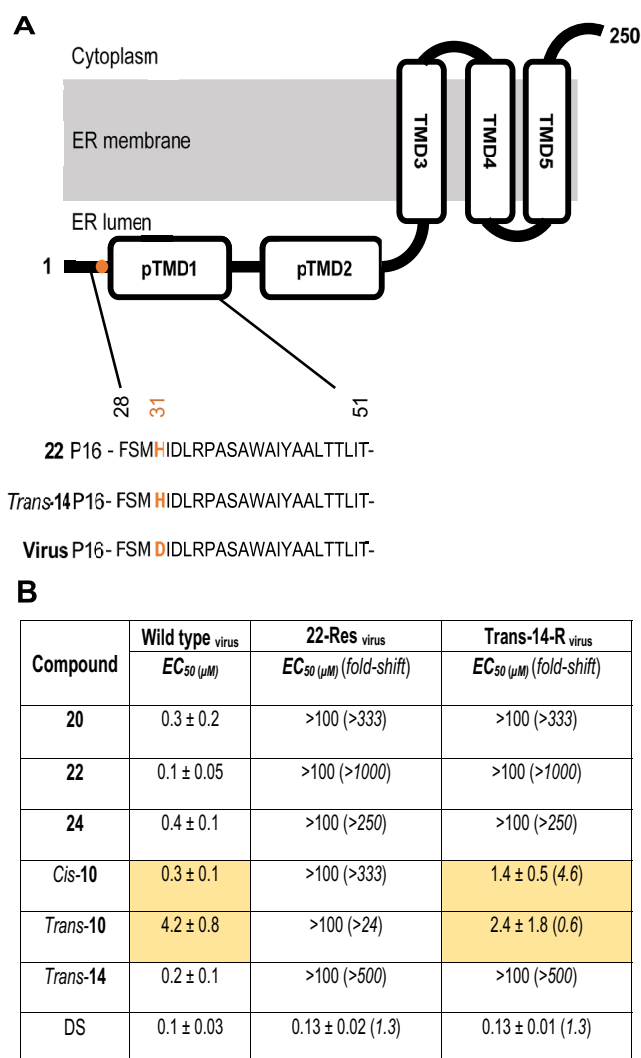 A
Cytoplasm
250
ER membrane
TMD3
TMD4
TMD5
ER lumen
1
pTMD1
pTMD2
28
31
51
22 P16 - FSMHIDLRPASAWAIYAALTTLIT-
Trans-14 P16- FSMHIDLRPASAWAIYAALTTLIT-
Virus P16 - FSMDIDLRPASAWAIYAALTTLIT-
B
Compound | Wild type virus | 22-Res virus | Trans-14-R virus
EC50 (µM) | EC50 (µM) (fold-shift) | EC50 (µM) (fold-shift)
20 | 0.3 ± 0.2 | >100 (>333) | >100 (>333)
22 | 0.1 ± 0.05 | >100 (>1000) | >100 (>1000)
24 | 0.4 ± 0.1 | >100 (>250) | >100 (>250)
Cis-10 | 0.3 ± 0.1 | >100 (>333) | 1.4 ± 0.5 (4.6)
Trans-10 | 4.2 ± 0.8 | >100 (>24) | 2.4 ± 1.8 (0.6)
Trans-14 | 0.2 ± 0.1 | >100 (>500) | >100 (>500)
DS | 0.1 ± 0.03 | 0.13 ± 0.02 (1.3) | 0.13 ± 0.01 (1.3)